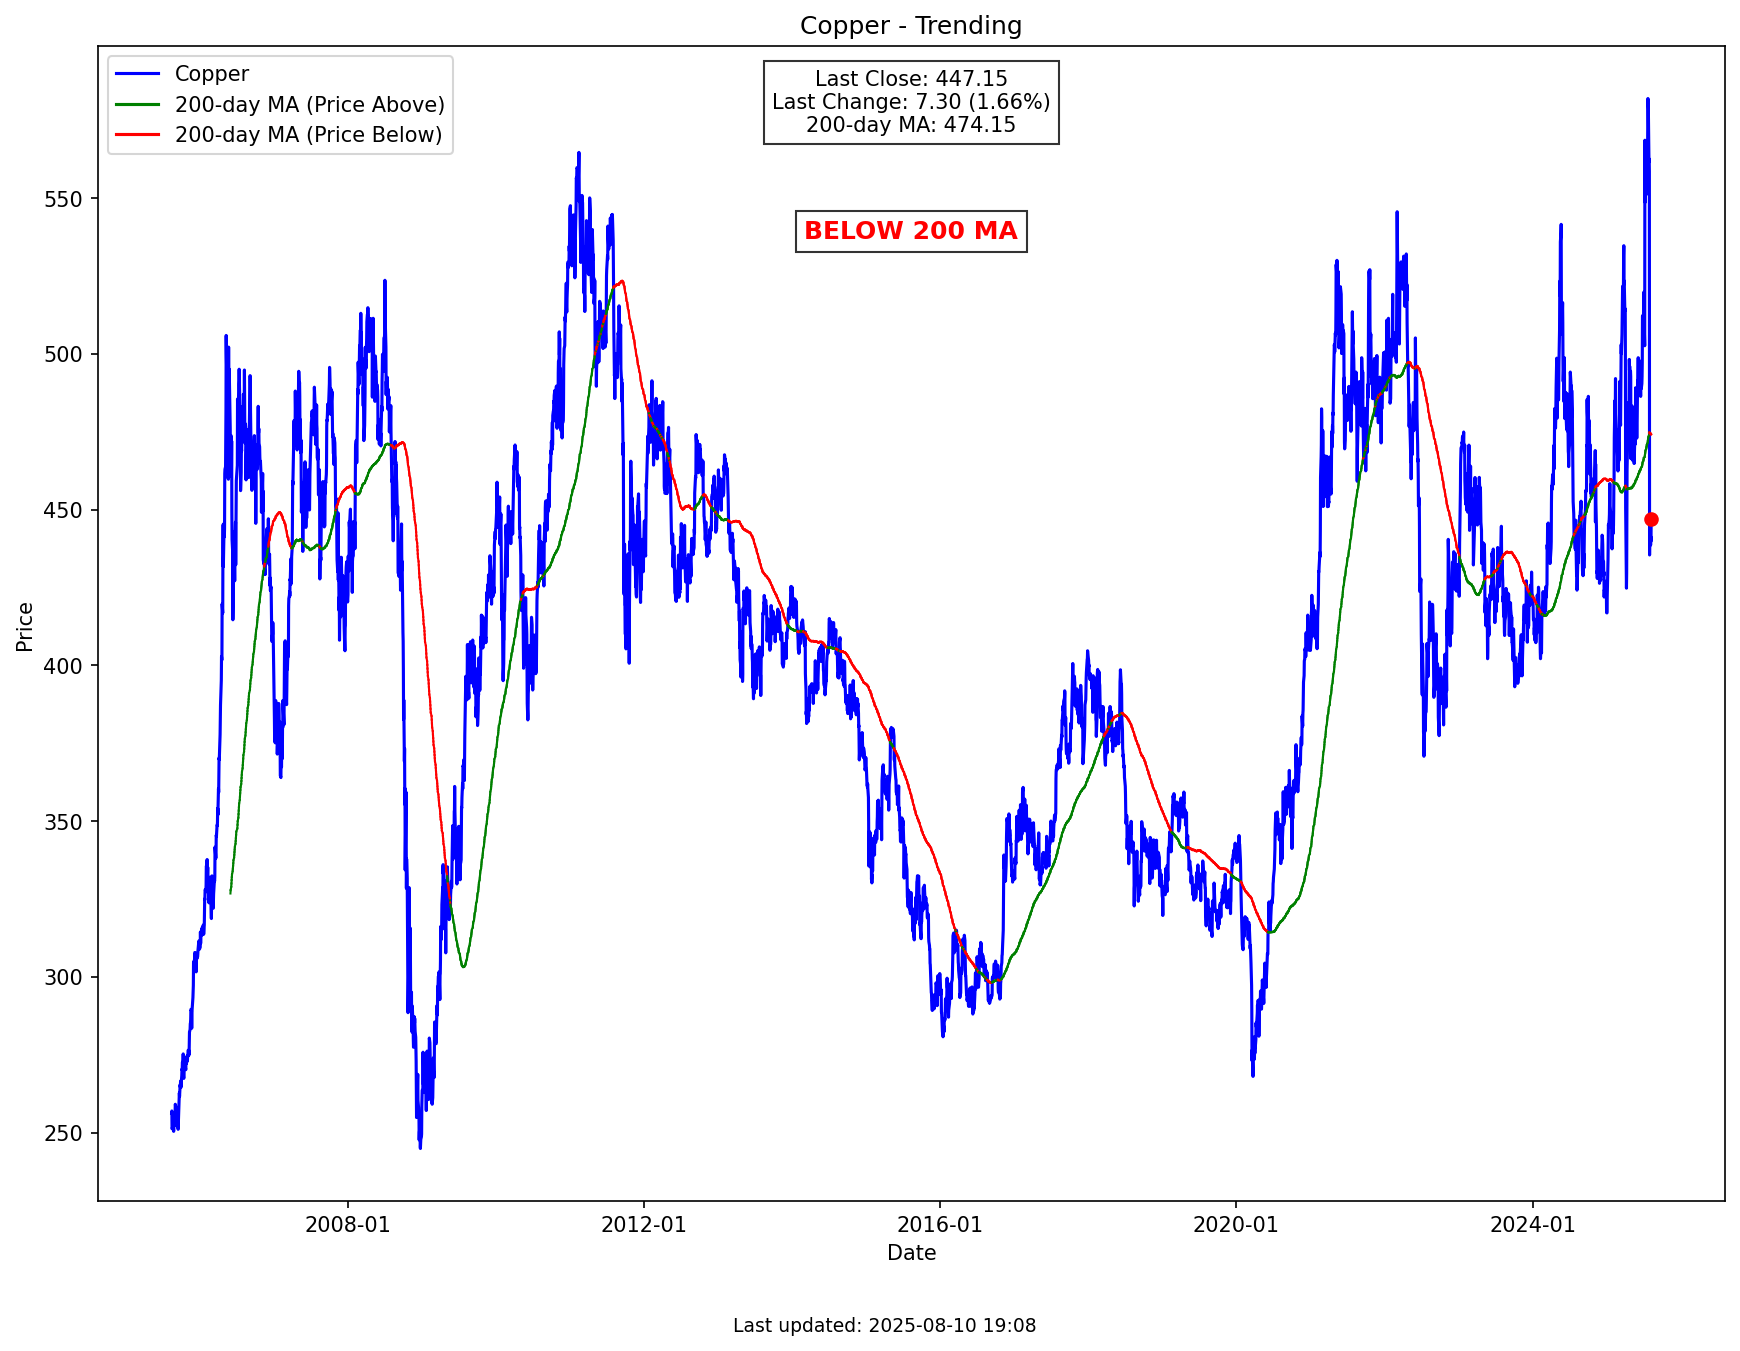 Copper - Trending
Copper
200-day MA (Price Above)
200-day MA (Price Below)
Last Close: 447.15
Last Change: 7.30 (1.66%)
200-day MA: 474.15
BELOW 200 MA
Price
550
500
450
400
350
300
250
2008-01
2012-01
2016-01
2020-01
2024-01
Date
Last updated: 2025-08-10 19:08